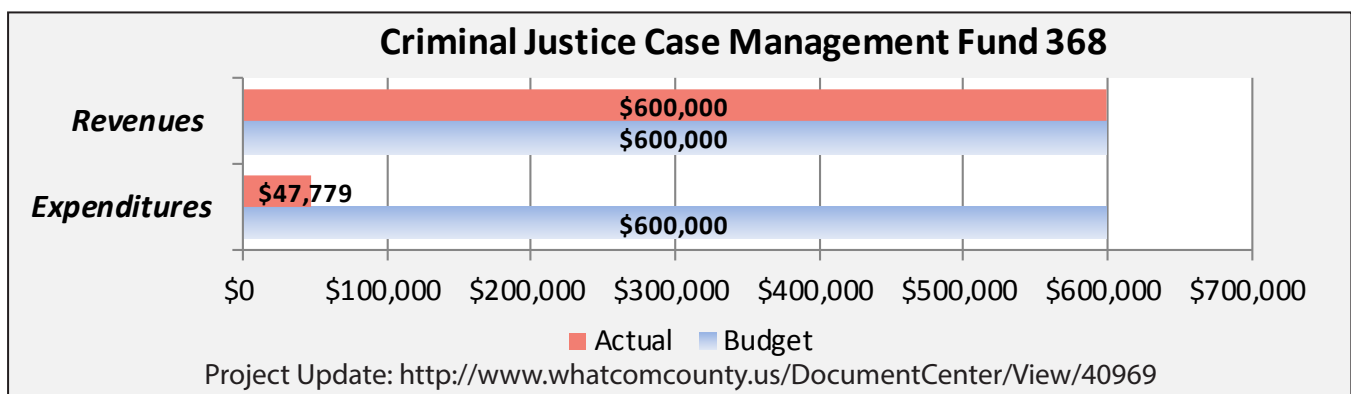 Criminal Justice Case Management Fund 368
Revenues
$600,000
$600,000
Expenditures
$47,779
$600,000
$0 $100,000 $200,000 $300,000 $400,000 $500,000 $600,000 $700,000
Actual Budget
Project Update: http://www.whatcomcounty.us/DocumentCenter/View/40969